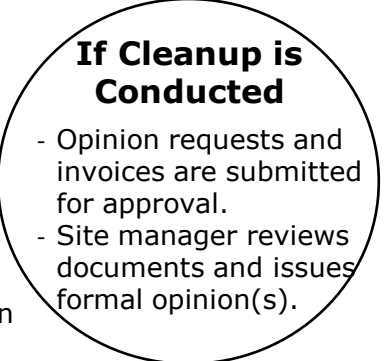 If Cleanup is
Conducted
- Opinion requests and
invoices are submitted
for approval.
- Site manager reviews
documents and issues
formal opinion(s).
n